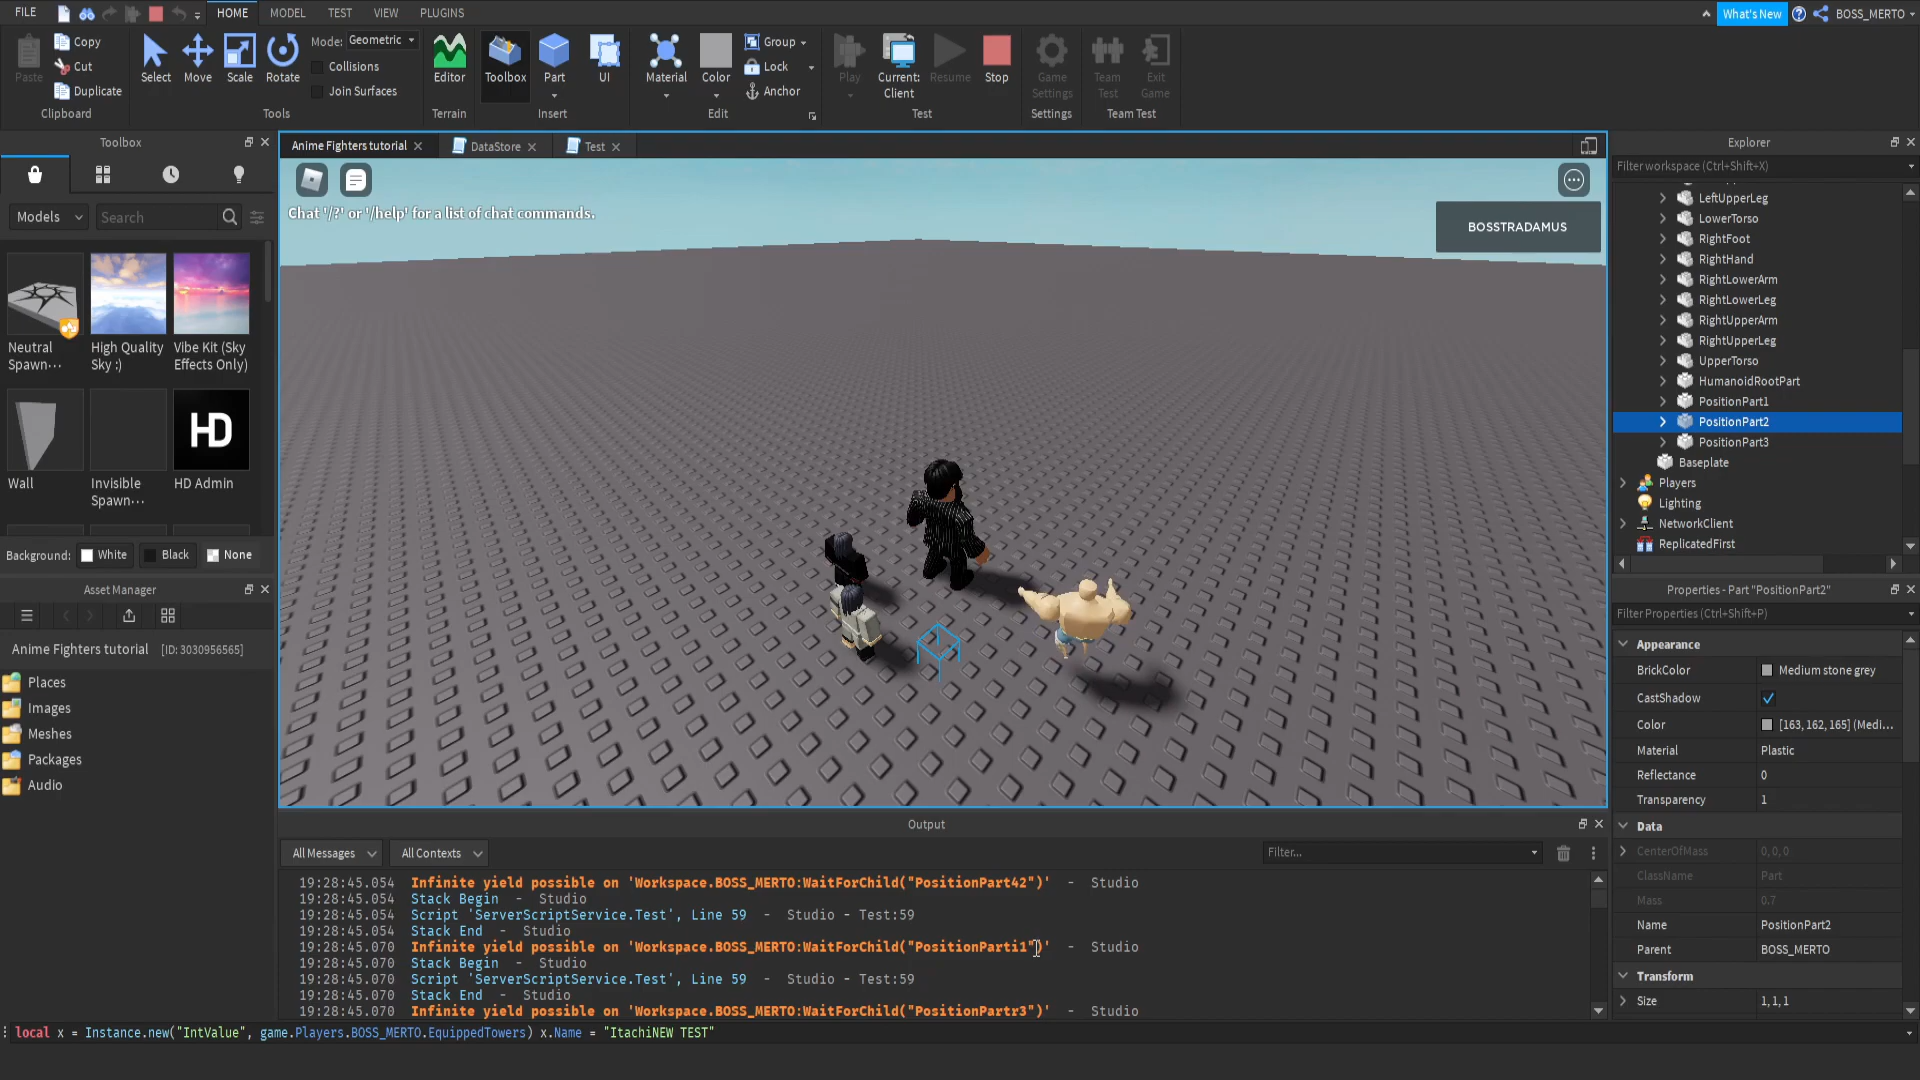 FILE
HOME
MODEL
TEST
VIEW
PLUGINS
What's New
BOSS_MERTO
Paste
Copy
Cut
Duplicate
Clipboard
Select
Move
Scale
Rotate
Mode: Geometric
Collisions
Join Surfaces
Tools
Editor
Terrain
Toolbox
Part
UI
Insert
Material
Color
Group
Lock
Anchor
Edit
Play
Current:
Client
Resume
Stop
Test
Game
Settings
Settings
Team
Test
Exit
Game
Team Test
Toolbox
Models
Search
Neutral
Spawn···
High Quality
Sky :)
Vibe Kit (Sky
Effects Only)
Wall
Invisible
Spawn···
HD
HD Admin
Background: White Black None
Asset Manager
Anime Fighters tutorial [ID: 3030956565]
Places
Images
Meshes
Packages
Audio
Anime Fighters tutorial
DataStore
Test
Chat '/?' or '/help' for a list of chat commands.
BOSSTRADAMUS
Output
All Messages
All Contexts
Filter...
19:28:45.054 Infinite yield possible on 'Workspace.BOSS_MERTO:WaitForChild("PositionPart42")' - Studio
19:28:45.054 Stack Begin - Studio
19:28:45.054 Script 'ServerScriptService.Test', Line 59 - Studio - Test:59
19:28:45.054 Stack End - Studio
19:28:45.070 Infinite yield possible on 'Workspace.BOSS_MERTO:WaitForChild("PositionParti1")' - Studio
19:28:45.070 Stack Begin - Studio
19:28:45.070 Script 'ServerScriptService.Test', Line 59 - Studio - Test:59
19:28:45.070 Stack End - Studio
19:28:45.070 Infinite yield possible on 'Workspace.BOSS_MERTO:WaitForChild("PositionPartr3")' - Studio
local x = Instance.new("IntValue", game.Players.BOSS_MERTO.EquippedTowers) x.Name = "ItachiNEW TEST"
Explorer
Filter workspace (Ctrl+Shift+X)
LeftUpperLeg
LowerTorso
RightFoot
RightHand
RightLowerArm
RightLowerLeg
RightUpperArm
RightUpperLeg
UpperTorso
HumanoidRootPart
PositionPart1
PositionPart2
PositionPart3
Baseplate
Players
Lighting
NetworkClient
ReplicatedFirst
Properties - Part "PositionPart2"
Filter Properties (Ctrl+Shift+P)
Appearance
BrickColor Medium stone grey
CastShadow
Color [163, 162, 165] (Medi...
Material Plastic
Reflectance 0
Transparency 1
Data
CenterOfMass 0, 0, 0
ClassName Part
Mass 0.7
Name PositionPart2
Parent BOSS_MERTO
Transform
Size 1, 1, 1